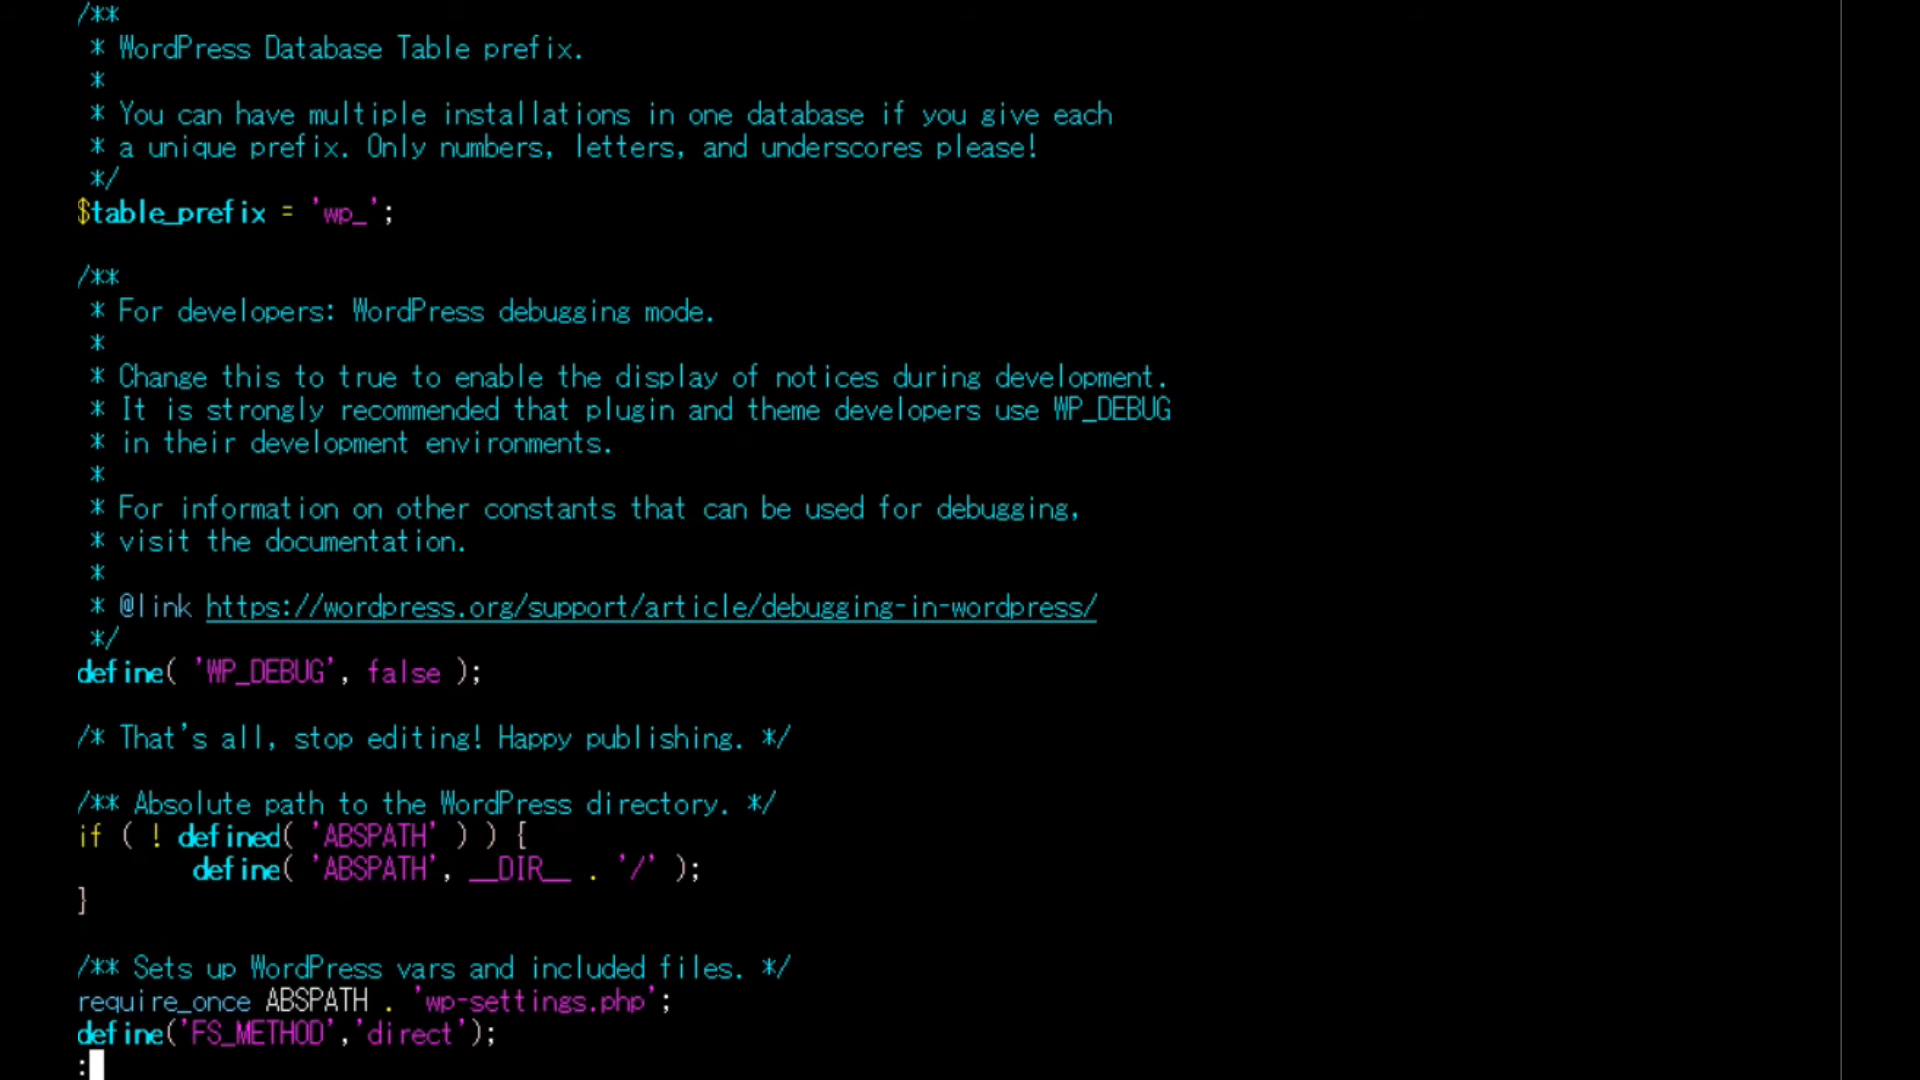 /**
 * WordPress Database Table prefix.
 *
 * You can have multiple installations in one database if you give each
 * a unique prefix. Only numbers, letters, and underscores please!
 */
$table_prefix = 'wp_';

/**
 * For developers: WordPress debugging mode.
 *
 * Change this to true to enable the display of notices during development.
 * It is strongly recommended that plugin and theme developers use WP_DEBUG
 * in their development environments.
 *
 * For information on other constants that can be used for debugging,
 * visit the documentation.
 *
 * @link https://wordpress.org/support/article/debugging-in-wordpress/
 */
define( 'WP_DEBUG', false );

/* That's all, stop editing! Happy publishing. */

/** Absolute path to the WordPress directory. */
if ( ! defined( 'ABSPATH' ) ) {
        define( 'ABSPATH', __DIR__ . '/' );
}

/** Sets up WordPress vars and included files. */
require_once ABSPATH . 'wp-settings.php';
define('FS_METHOD','direct');
: